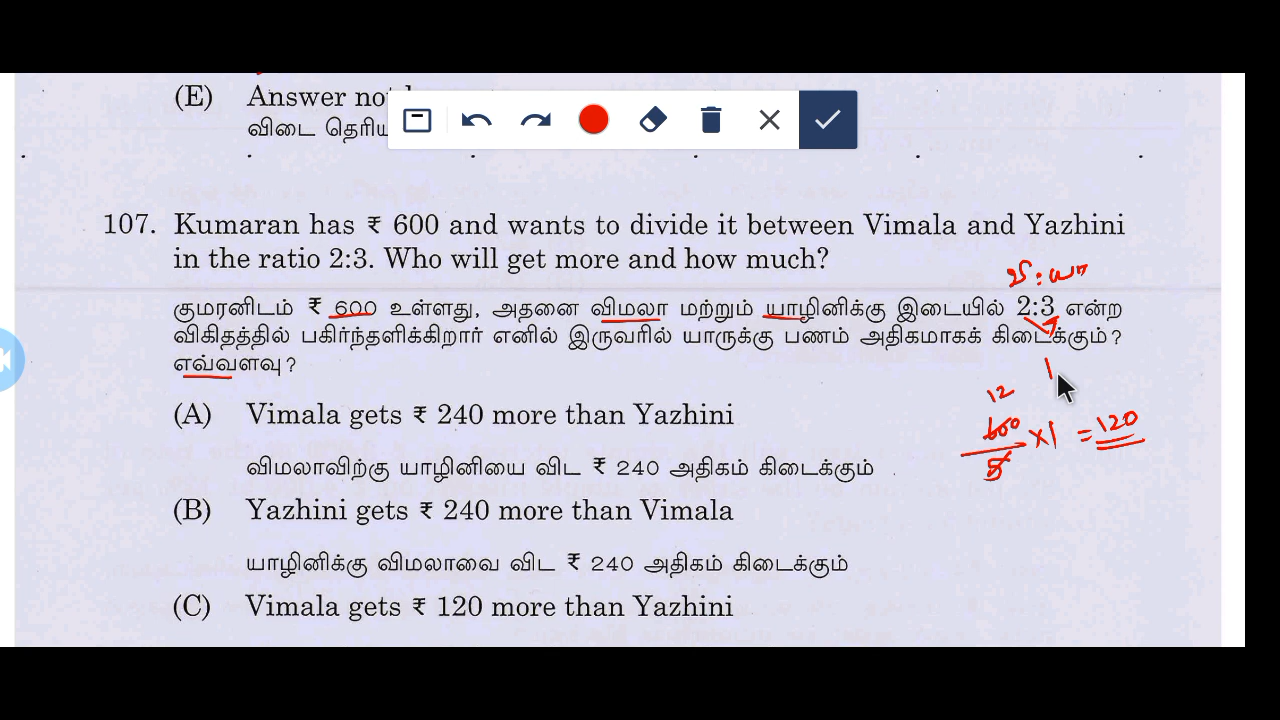 (E) Answer not
விடை தெரிய
107. Kumaran has ₹ 600 and wants to divide it between Vimala and Yazhini
in the ratio 2:3. Who will get more and how much?
வி : யா
குமரனிடம் ₹ 600 உள்ளது, அதனை விமலா மற்றும் யாழினிக்கு இடையில் 2:3 என்ற
விகிதத்தில் பகிர்ந்தளிக்கிறார் எனில் இருவரில் யாருக்கு பணம் அதிகமாகக் கிடைக்கும்?
எவ்வளவு?
1
12
600
5
×1 = 120
(A) Vimala gets ₹ 240 more than Yazhini
விமலாவிற்கு யாழினியை விட ₹ 240 அதிகம் கிடைக்கும்
(B) Yazhini gets ₹ 240 more than Vimala
யாழினிக்கு விமலாவை விட ₹ 240 அதிகம் கிடைக்கும்
(C) Vimala gets ₹ 120 more than Yazhini